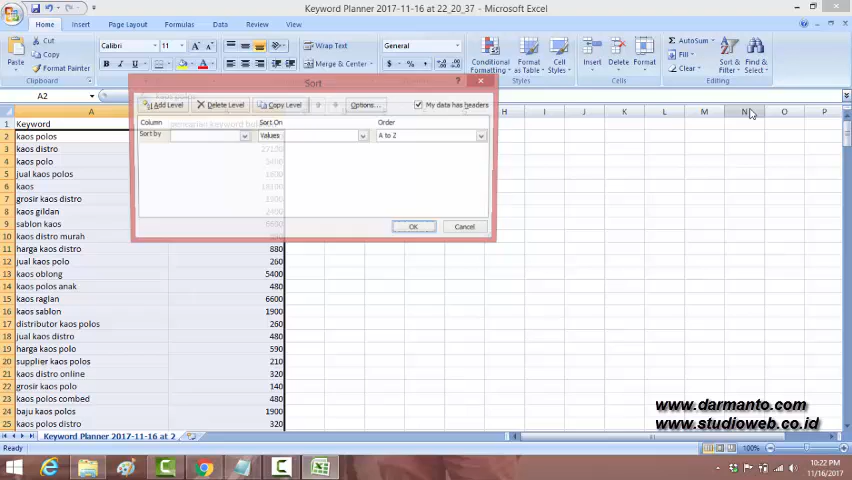 Keyword Planner 2017-11-16 at 22_20_37 - Microsoft Excel
Home Insert Page Layout Formulas Data Review View
Cut
Copy
Format Painter
Paste
Clipboard
Calibri 11
Wrap Text
Merge & Center
General
Conditional Formatting
Format as Table
Cell Styles
Styles
Insert Delete Format
Cells
AutoSum
Fill
Clear
Sort & Filter
Find & Select
Editing
A2
Sort
Add Level Delete Level Copy Level Options... My data has headers
Column Sort On Order
Sort by Values A to Z
OK Cancel
A H I J K L M N O P
1 Keyword
2 kaos polos
3 kaos distro 27100
4 kaos polo 5400
5 jual kaos polos 1600
6 kaos 18100
7 grosir kaos distro
8 kaos gildan 2400
9 sablon kaos 6600
10 kaos distro murah
11 harga kaos distro 880
12 jual kaos polo 260
13 kaos oblong 5400
14 kaos polos anak 480
15 kaos raglan 6600
16 kaos sablon 1900
17 distributor kaos polos 260
18 jual kaos distro 480
19 harga kaos polo 590
20 supplier kaos polos 210
21 kaos distro online 320
22 grosir kaos polo 140
23 kaos polos combed 480
24 baju kaos polos 1900
25 kaos polos distro 320
www.darmanto.com
www.studioweb.co.id
Keyword Planner 2017-11-16 at 2
Ready 100%
10:22 PM
11/16/2017